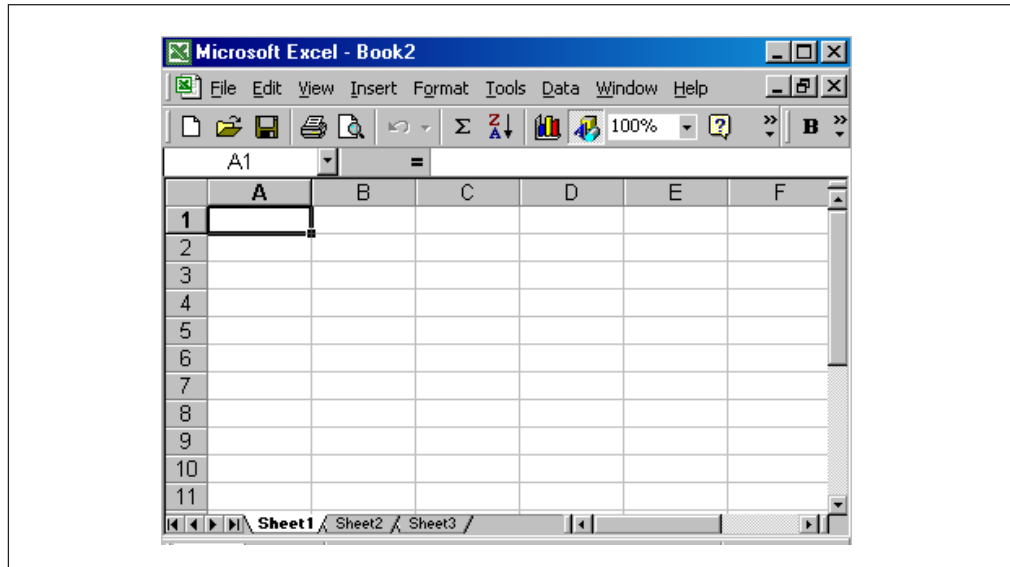 Microsoft Excel - Book2
File Edit View Insert Format Tools Data Window Help
Σ Z A 100% ? » B »
A1 =
A B C D E F
1
2
3
4
5
6
7
8
9
10
11
Sheet1 Sheet2 Sheet3